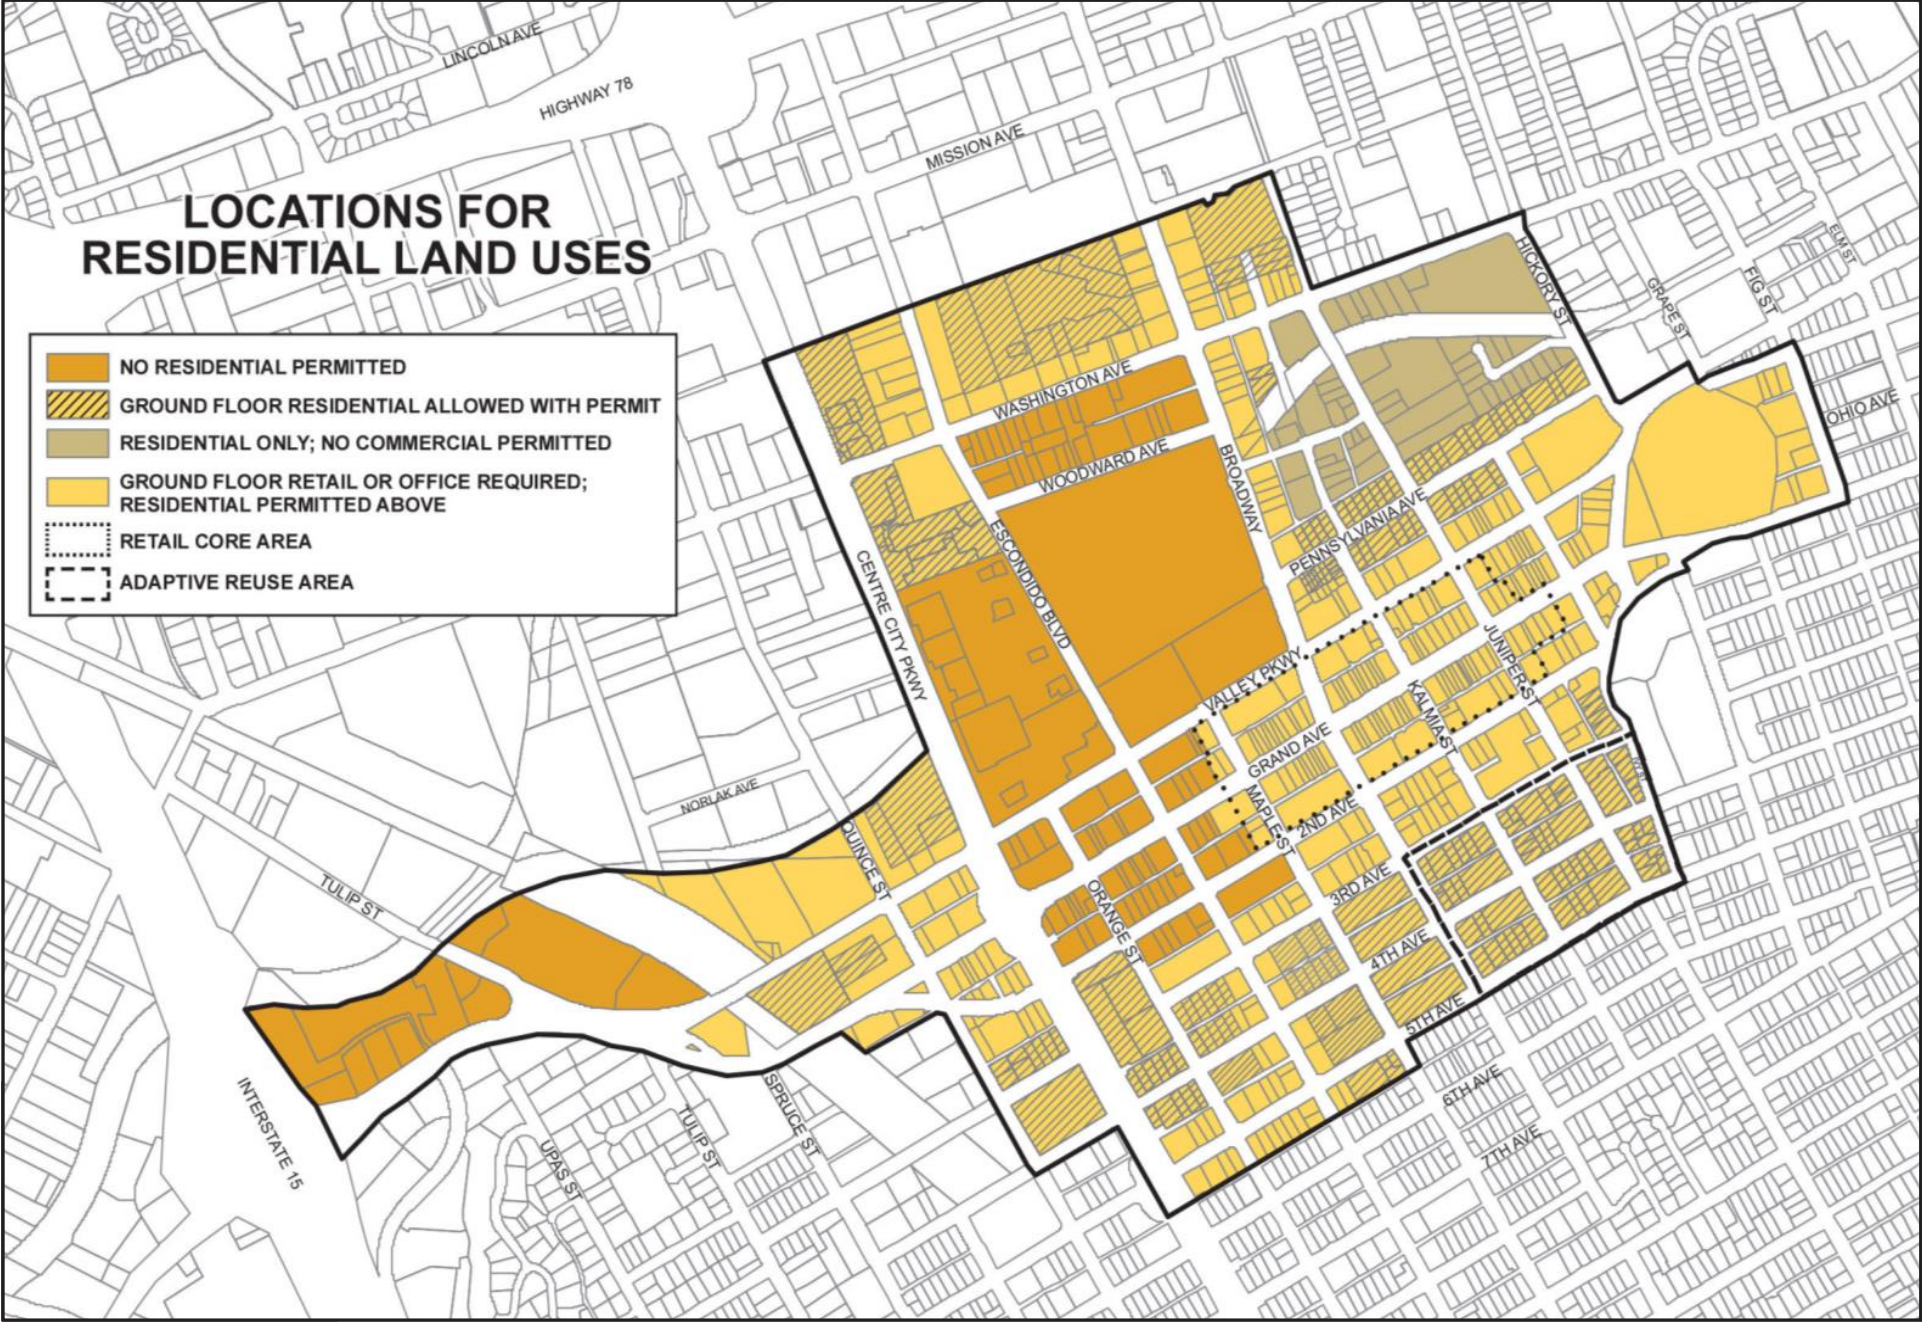 LINCOLN AVE
HIGHWAY 78
MISSION AVE
LOCATIONS FOR
RESIDENTIAL LAND USES
NO RESIDENTIAL PERMITTED
GROUND FLOOR RESIDENTIAL ALLOWED WITH PERMIT
RESIDENTIAL ONLY; NO COMMERCIAL PERMITTED
GROUND FLOOR RETAIL OR OFFICE REQUIRED;
RESIDENTIAL PERMITTED ABOVE
RETAIL CORE AREA
ADAPTIVE REUSE AREA
HICKORY ST
GRAPE ST
FIG ST
ELM ST
OHIO AVE
WASHINGTON AVE
WOODWARD AVE
BROADWAY
PENNSYLVANIA AVE
ESCONDIDO BLVD
CENTRE CITY PKWY
VALLEY PKWY
JUNIPER ST
KALMIA ST
GRAND AVE
MAPLE ST
2ND AVE
NORLAK AVE
QUINCE ST
TULIP ST
ORANGE ST
3RD AVE
4TH AVE
5TH AVE
6TH AVE
7TH AVE
INTERSTATE 15
UPAS ST
TULIP ST
SPRUCE ST